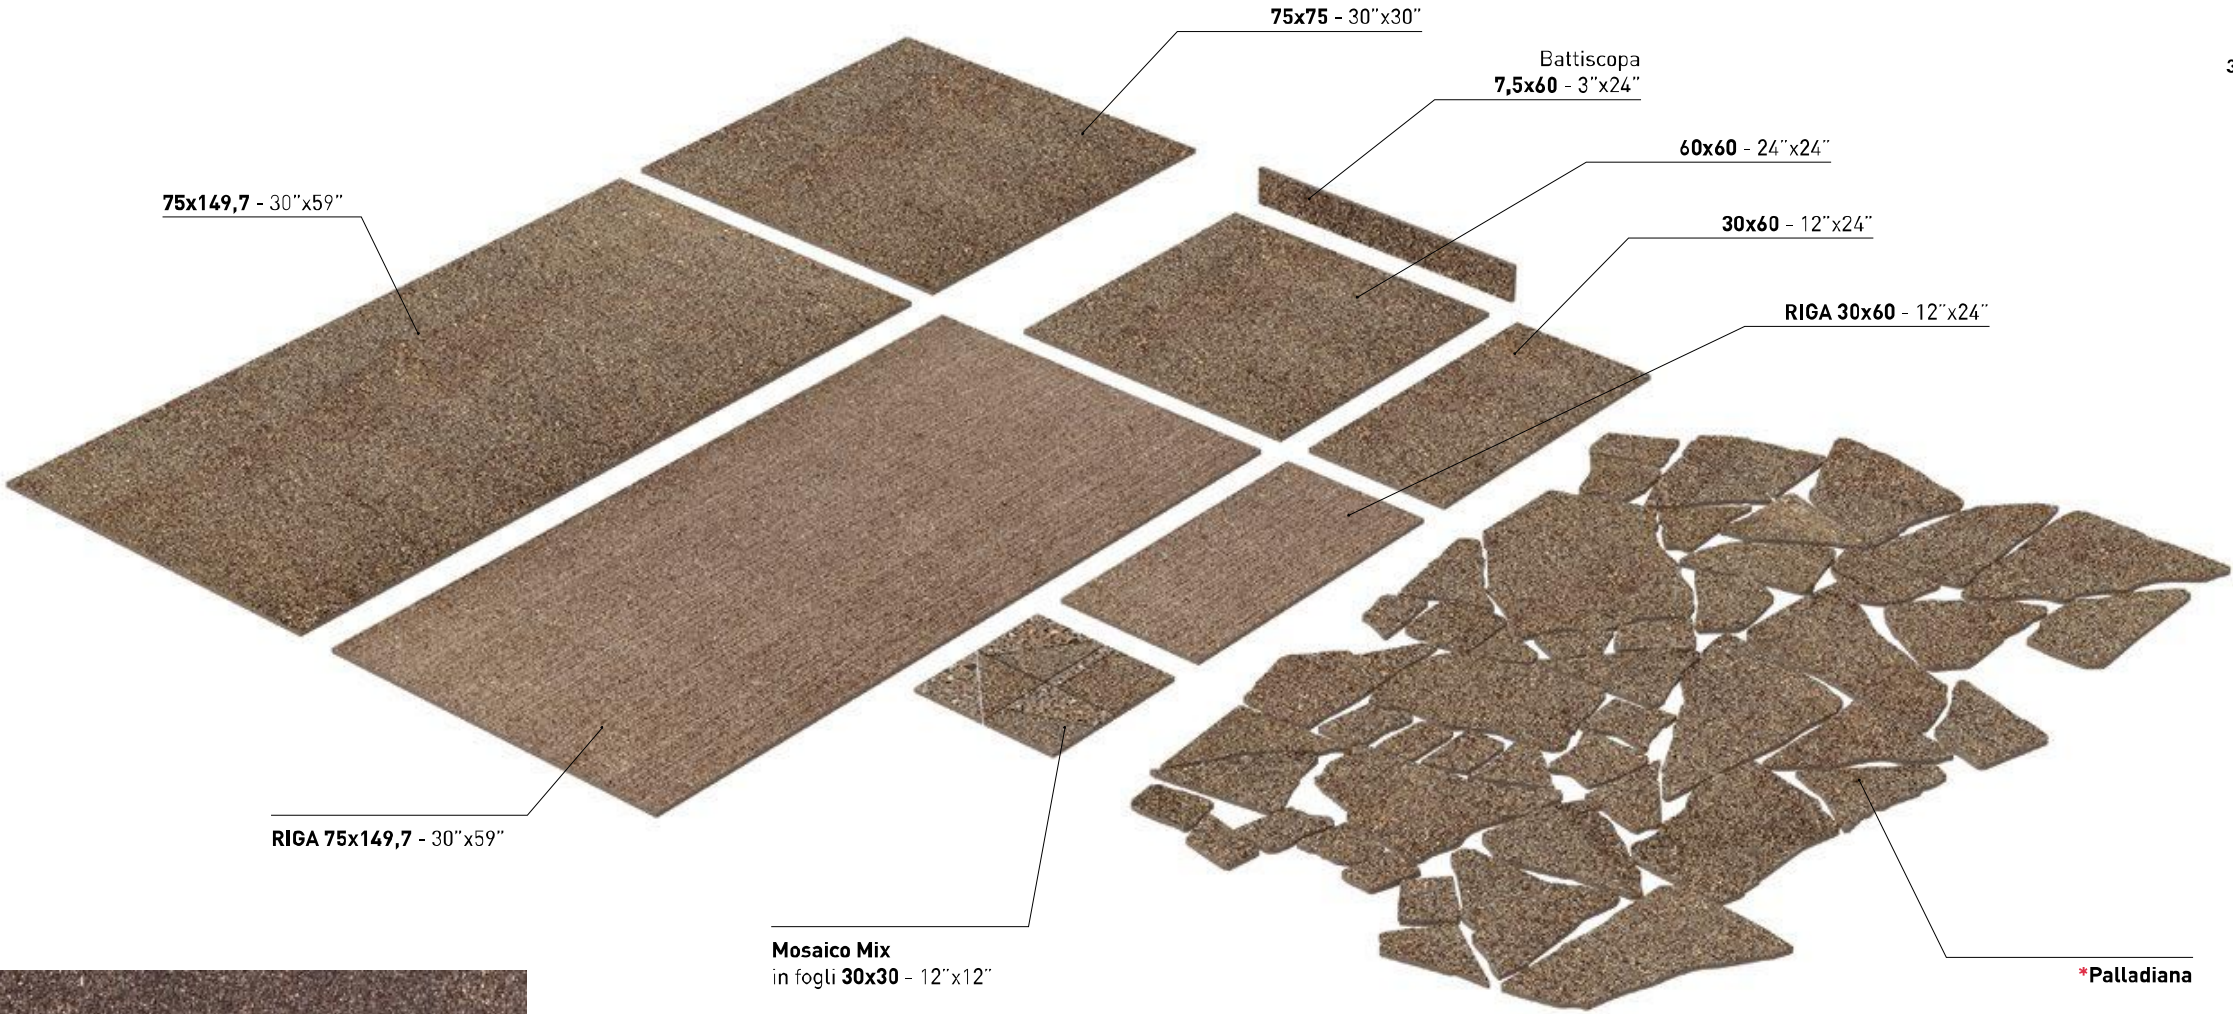 75x75 - 30”x30”
Battiscopa
7,5x60 - 3”x24”
3
60x60 - 24”x24”
75x149,7 - 30”x59”
30x60 - 12”x24”
RIGA 30x60 - 12”x24”
RIGA 75x149,7 - 30”x59”
Mosaico Mix
in fogli 30x30 - 12”x12”
*Palladiana